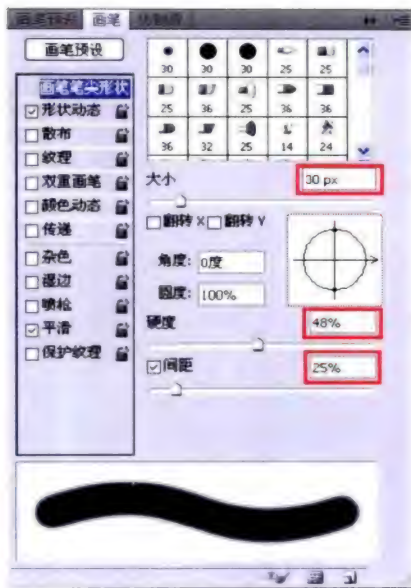 画笔
画笔预设
30 30 30 25 25
25 36 25 36 36
36 32 25 14 24
画笔笔尖形状
形状动态
散布
纹理
双重画笔
颜色动态
传递
杂色
湿边
喷枪
平滑
保护纹理
大小 30 px
翻转 X 翻转 Y
角度: 0度
圆度: 100%
硬度 48%
间距 25%